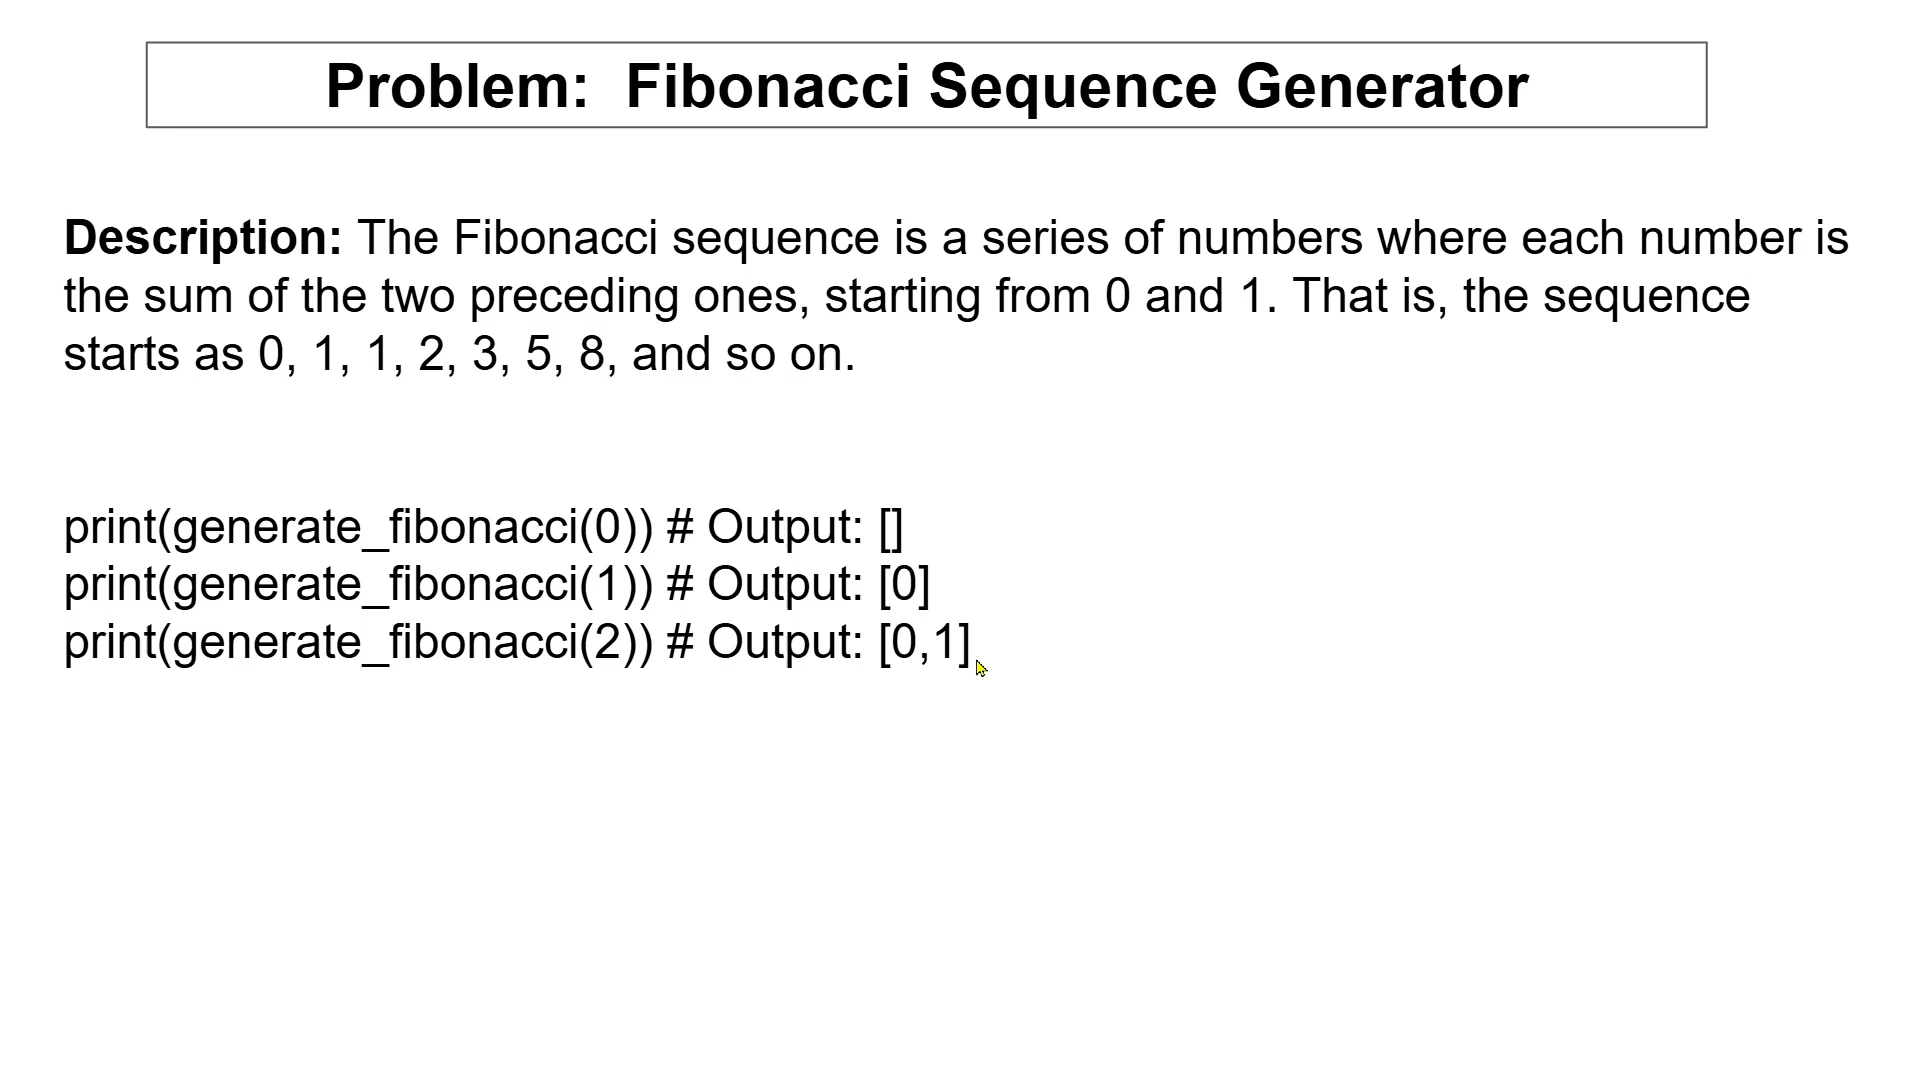 Problem:  Fibonacci Sequence Generator
Description: The Fibonacci sequence is a series of numbers where each number is
the sum of the two preceding ones, starting from 0 and 1. That is, the sequence
starts as 0, 1, 1, 2, 3, 5, 8, and so on.
print(generate_fibonacci(0)) # Output: []
print(generate_fibonacci(1)) # Output: [0]
print(generate_fibonacci(2)) # Output: [0,1]